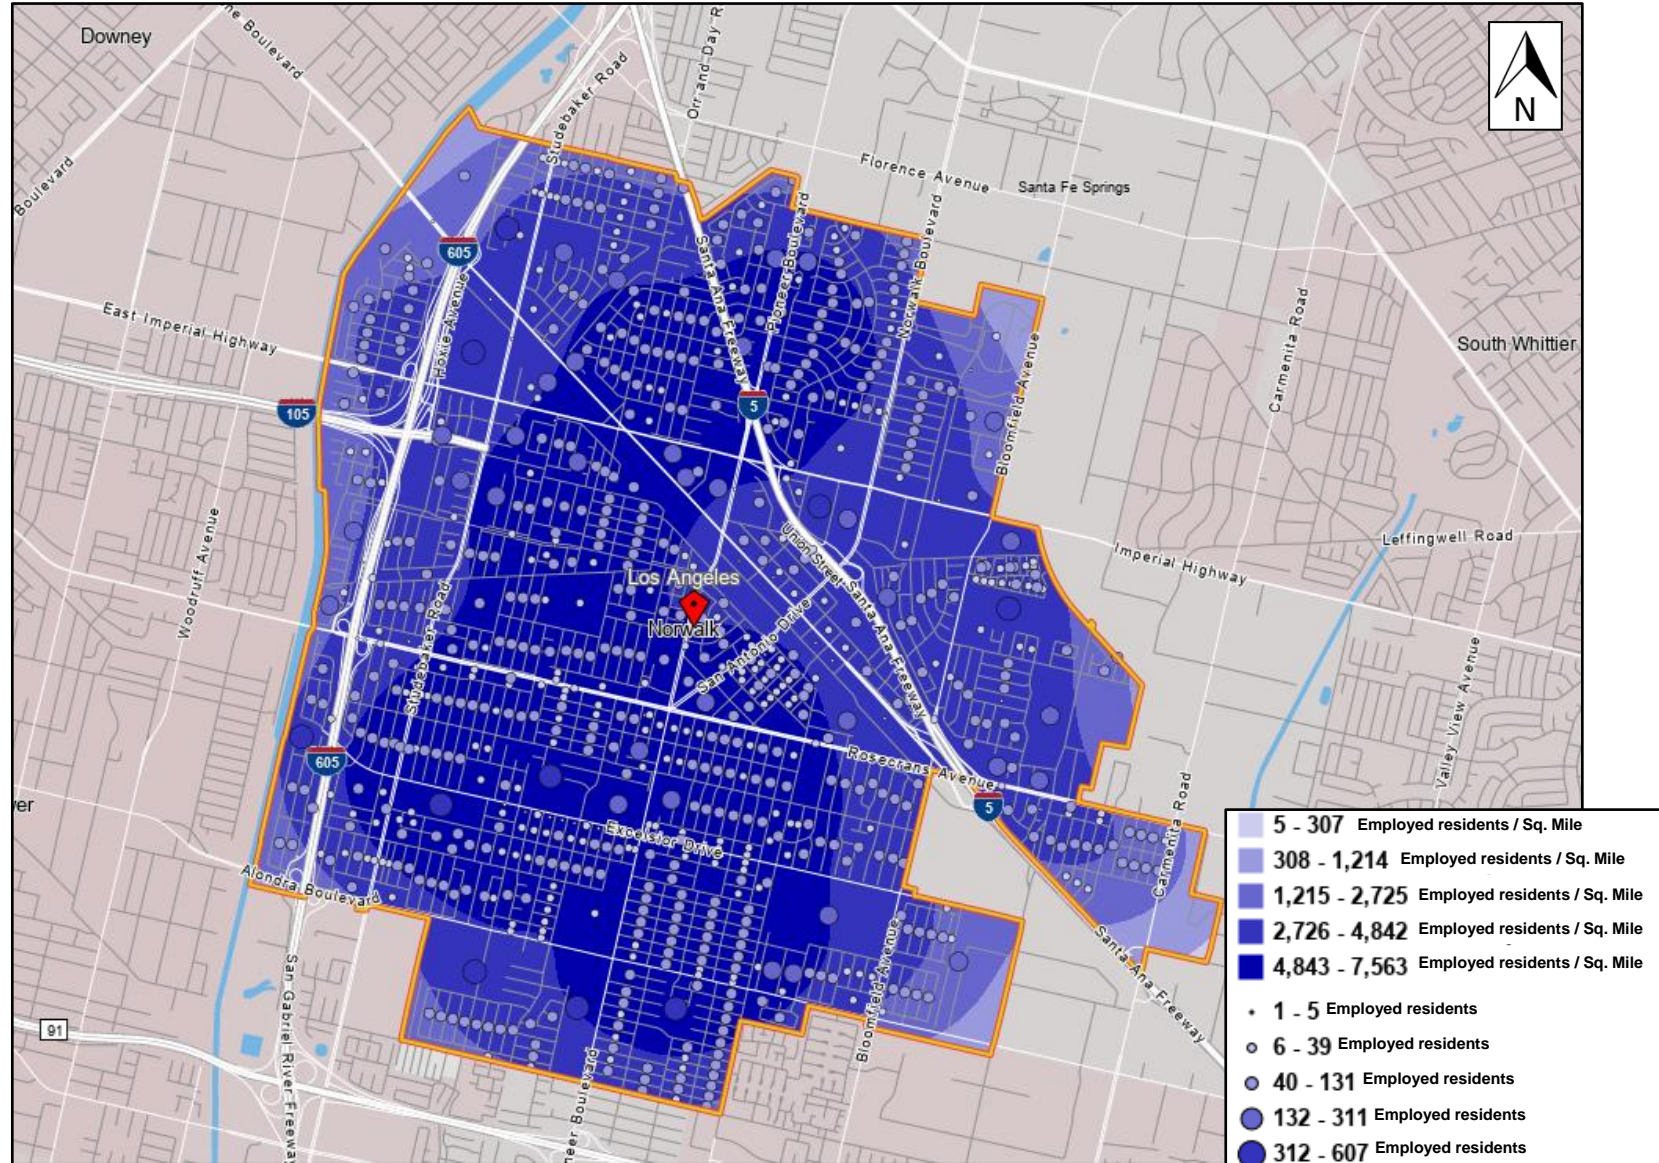 Downey
ne Boulevard
Studebaker Road
Orr and Day R
N
Boulevard
Florence Avenue
Santa Fe Springs
605
Santa Ana Freeway
Pioneer Boulevard
Norwalk Boulevard
Hoxie Avenue
East Imperial Highway
Carmenita Road
South Whittier
105
5
Bloomfield Avenue
Leffingwell Road
Imperial Highway
Woodruff Avenue
Union Street
Los Angeles
Norwalk
San Antonio Drive
Santa Ana Freeway
Studebaker Road
Valley View Avenue
605
Rosecrans Avenue
5
er
Excelsior Drive
Carmenita Road
Alondra Boulevard
Bloomfield Avenue
Santa Ana Freeway
San Gabriel River Freeway
91
neer Boulevard
5 - 307 Employed residents / Sq. Mile
308 - 1,214 Employed residents / Sq. Mile
1,215 - 2,725 Employed residents / Sq. Mile
2,726 - 4,842 Employed residents / Sq. Mile
4,843 - 7,563 Employed residents / Sq. Mile
1 - 5 Employed residents
6 - 39 Employed residents
40 - 131 Employed residents
132 - 311 Employed residents
312 - 607 Employed residents